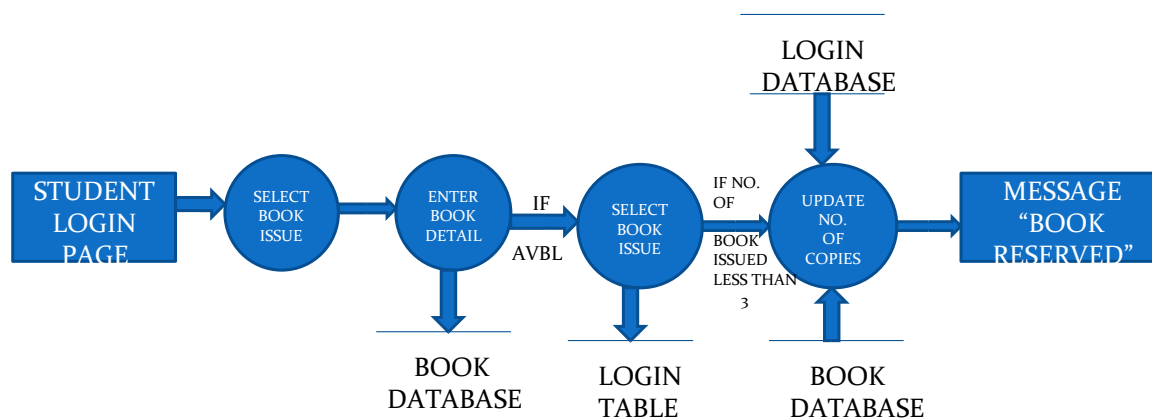 LOGIN
DATABASE
STUDENT
LOGIN
PAGE
SELECT
BOOK
ISSUE
ENTER
BOOK
DETAIL
IF
AVBL
SELECT
BOOK
ISSUE
IF NO.
OF
BOOK
ISSUED
LESS THAN
3
UPDATE
NO.
OF
COPIES
MESSAGE
“BOOK
RESERVED”
BOOK
DATABASE
LOGIN
TABLE
BOOK
DATABASE